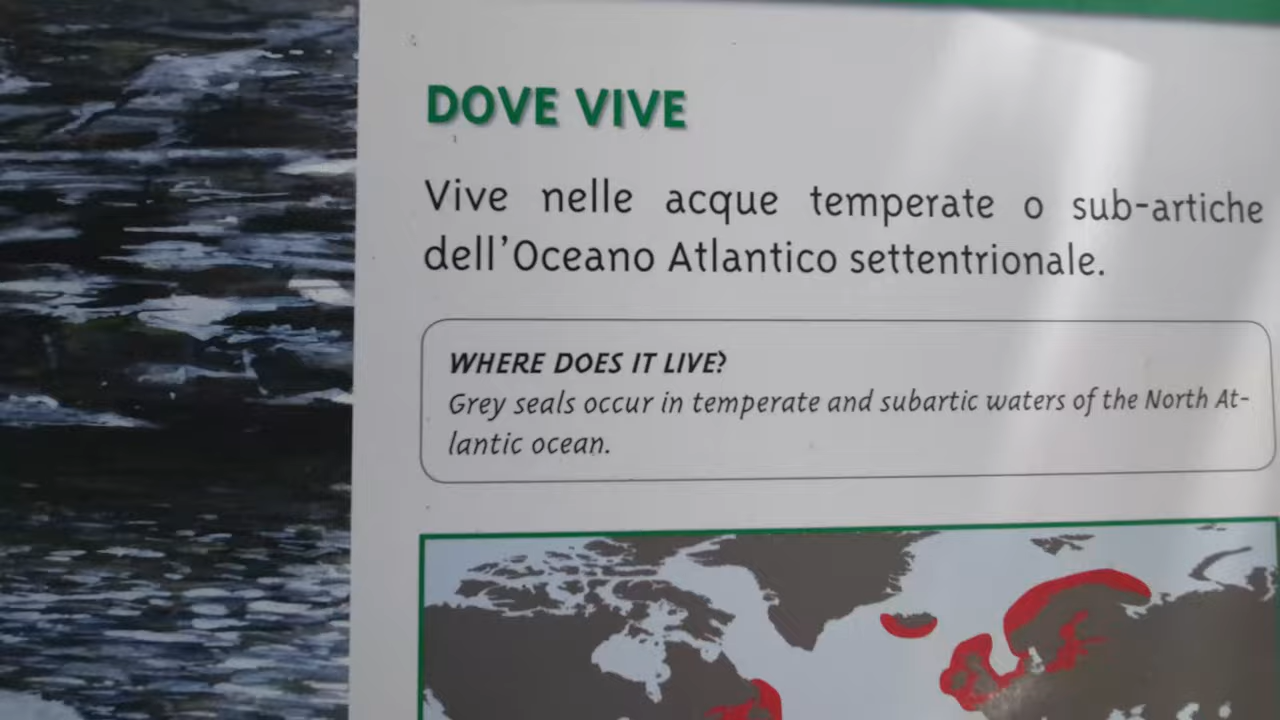 DOVE VIVE
Vive nelle acque temperate o sub-artiche
dell'Oceano Atlantico settentrionale.
WHERE DOES IT LIVE?
Grey seals occur in temperate and subartic waters of the North At-
lantic ocean.